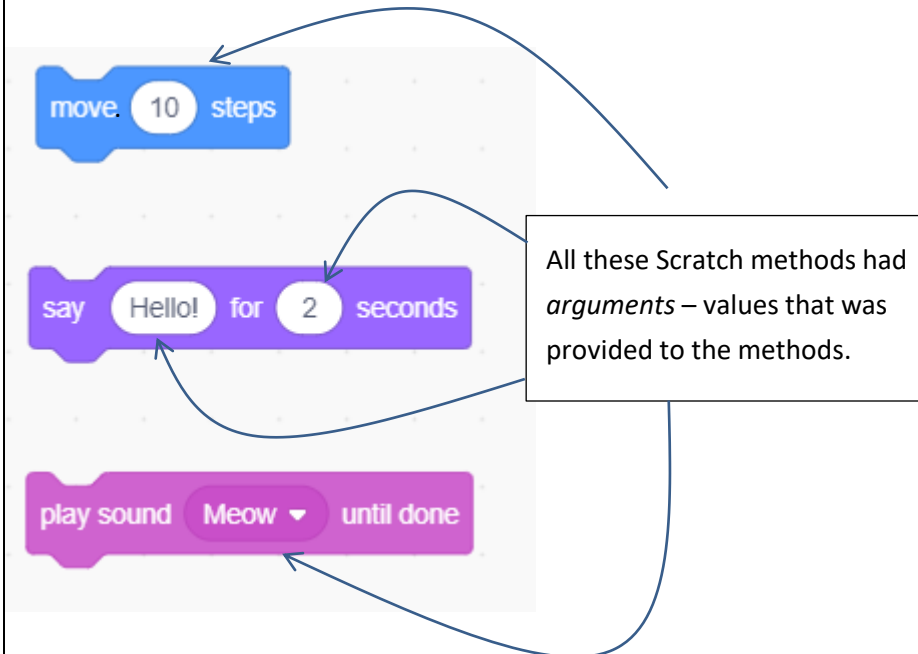 move. 10 steps
say Hello! for 2 seconds
All these Scratch methods had
arguments – values that was
provided to the methods.
play sound Meow until done